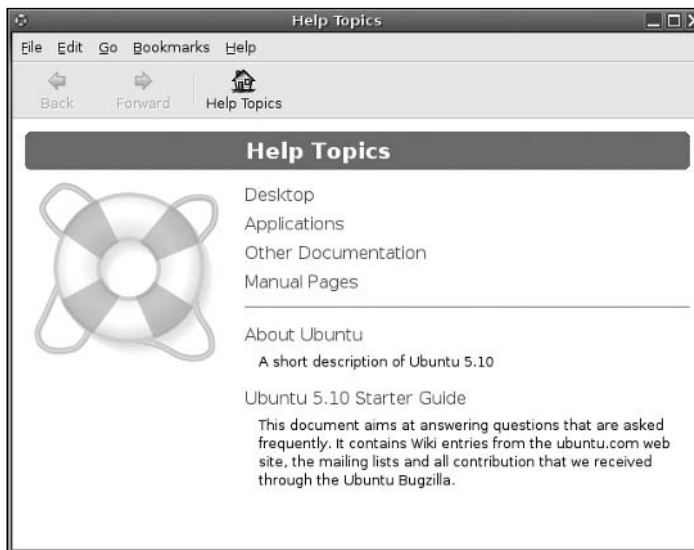 Help Topics
File Edit Go Bookmarks Help
Back Forward Help Topics
Help Topics
Desktop
Applications
Other Documentation
Manual Pages
About Ubuntu
A short description of Ubuntu 5.10
Ubuntu 5.10 Starter Guide
This document aims at answering questions that are asked
frequently. It contains Wiki entries from the ubuntu.com web
site, the mailing lists and all contribution that we received
through the Ubuntu Bugzilla.